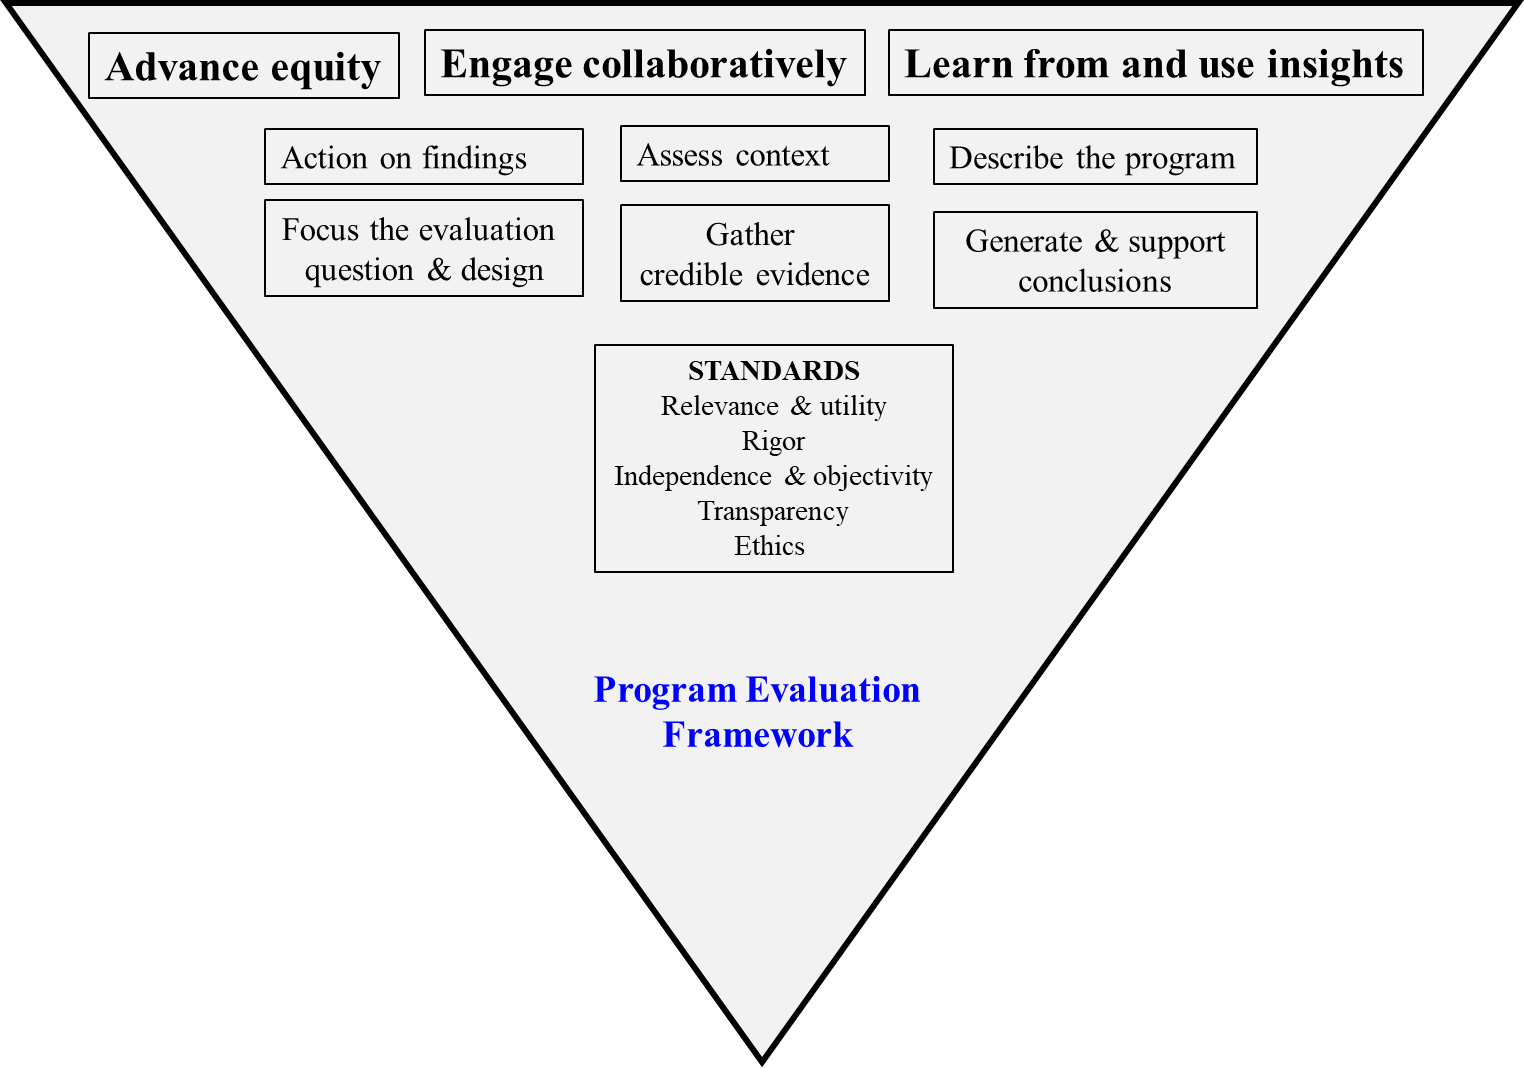 Advance equity
Engage collaboratively
Learn from and use insights
Action on findings
Assess context
Describe the program
Focus the evaluation
question & design
Gather
credible evidence
Generate & support
conclusions
STANDARDS
Relevance & utility
Rigor
Independence & objectivity
Transparency
Ethics
Program Evaluation
Framework